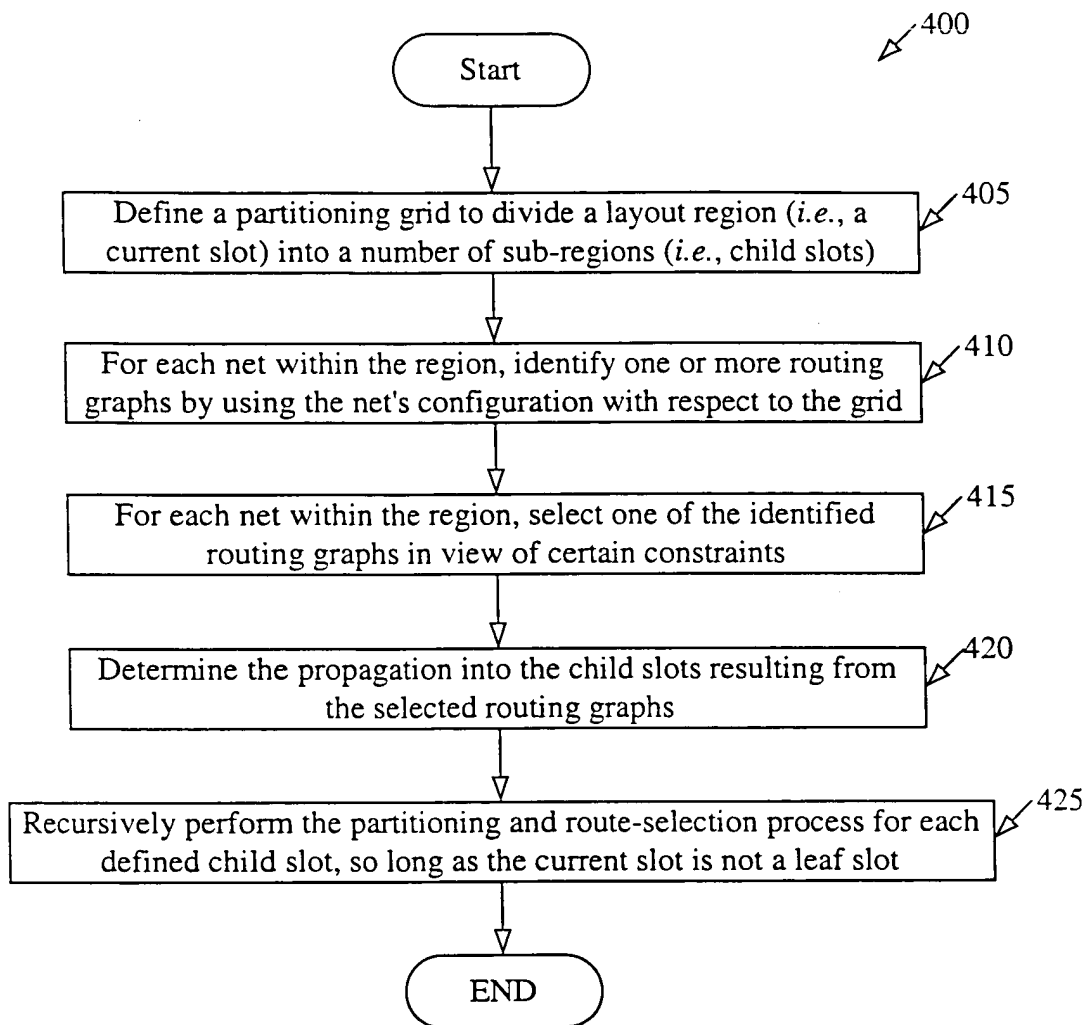 400
Start
405
Define a partitioning grid to divide a layout region (i.e., a
current slot) into a number of sub-regions (i.e., child slots)
410
For each net within the region, identify one or more routing
graphs by using the net's configuration with respect to the grid
415
For each net within the region, select one of the identified
routing graphs in view of certain constraints
420
Determine the propagation into the child slots resulting from
the selected routing graphs
425
Recursively perform the partitioning and route-selection process for each
defined child slot, so long as the current slot is not a leaf slot
END